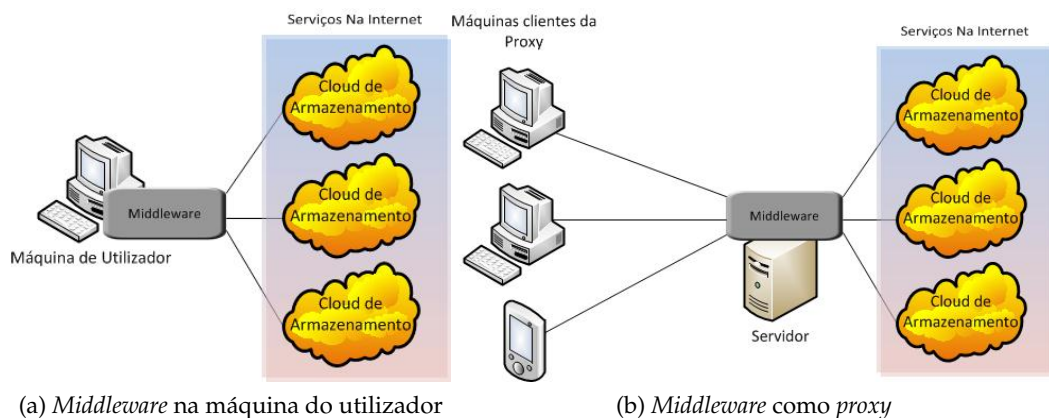 Serviços Na Internet
Cloud de
Armazenamento
Cloud de
Armazenamento
Cloud de
Armazenamento
Middleware
Máquina de Utilizador
(a) Middleware na máquina do utilizador
Máquinas clientes da
Proxy
Middleware
Servidor
Serviços Na Internet
Cloud de
Armazenamento
Cloud de
Armazenamento
Cloud de
Armazenamento
(b) Middleware como proxy